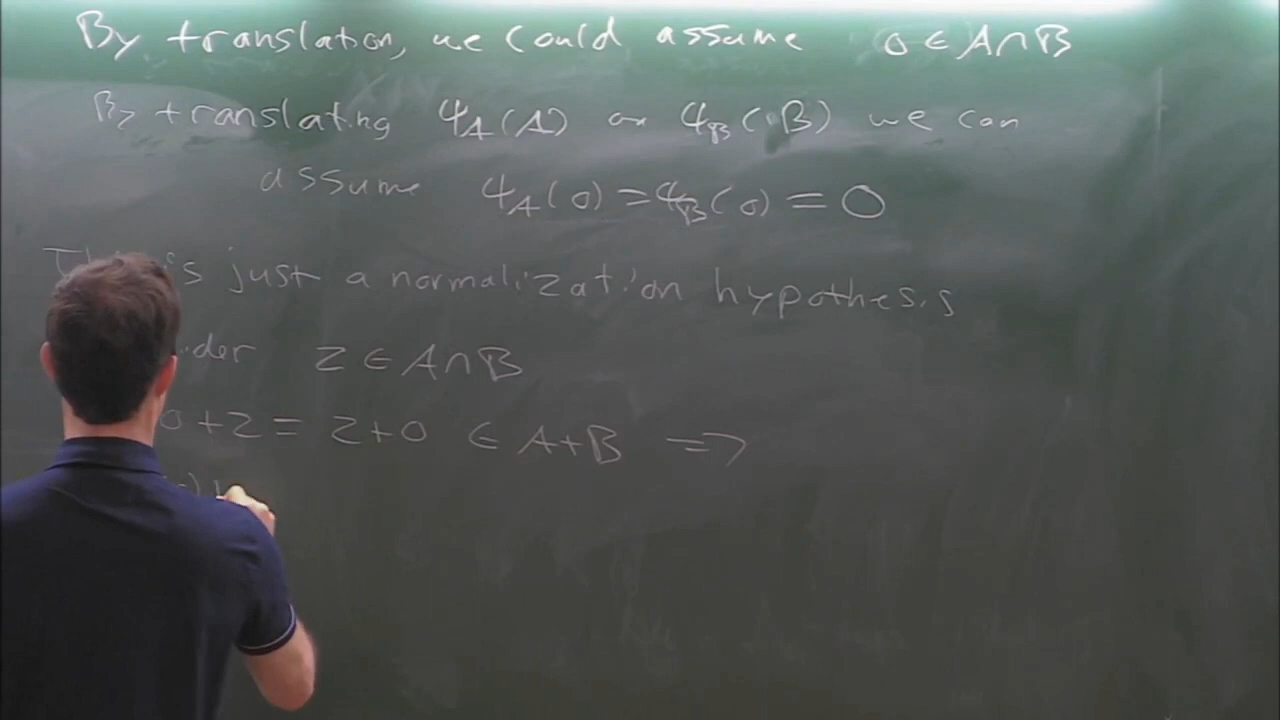 By translation, we could assume 0 ∈ A∩B
By translating ψ_A(A) or ψ_B(B) we can
assume ψ_A(0) = ψ_B(0) = 0
just a normalization hypothesis
z ∈ A∩B
0+z = z+0 ∈ A+B ⇒